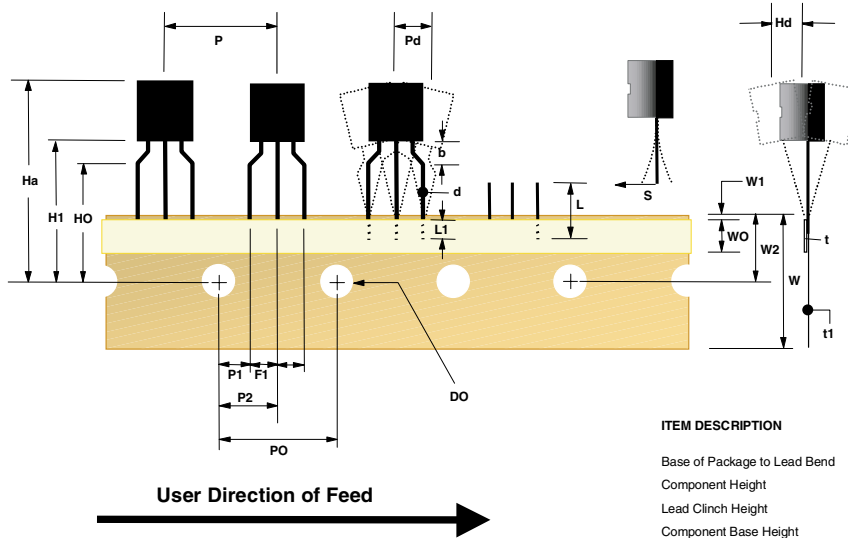 P
Pd
Hd
Ha
H1
HO
b
d
L1
L
S
W1
WO
W2
W
t
t1
P1
F1
P2
PO
DO
ITEM DESCRIPTION
Base of Package to Lead Bend
Component Height
Lead Clinch Height
Component Base Height
User Direction of Feed